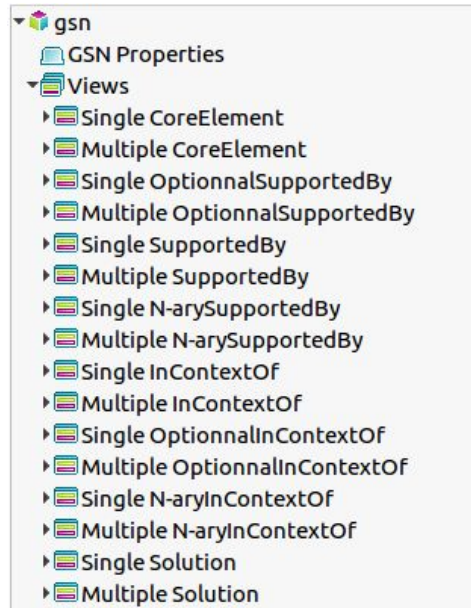 gsn
GSN Properties
Views
Single CoreElement
Multiple CoreElement
Single OptionnalSupportedBy
Multiple OptionnalSupportedBy
Single SupportedBy
Multiple SupportedBy
Single N-arySupportedBy
Multiple N-arySupportedBy
Single InContextOf
Multiple InContextOf
Single OptionnalInContextOf
Multiple OptionnalInContextOf
Single N-aryInContextOf
Multiple N-aryInContextOf
Single Solution
Multiple Solution